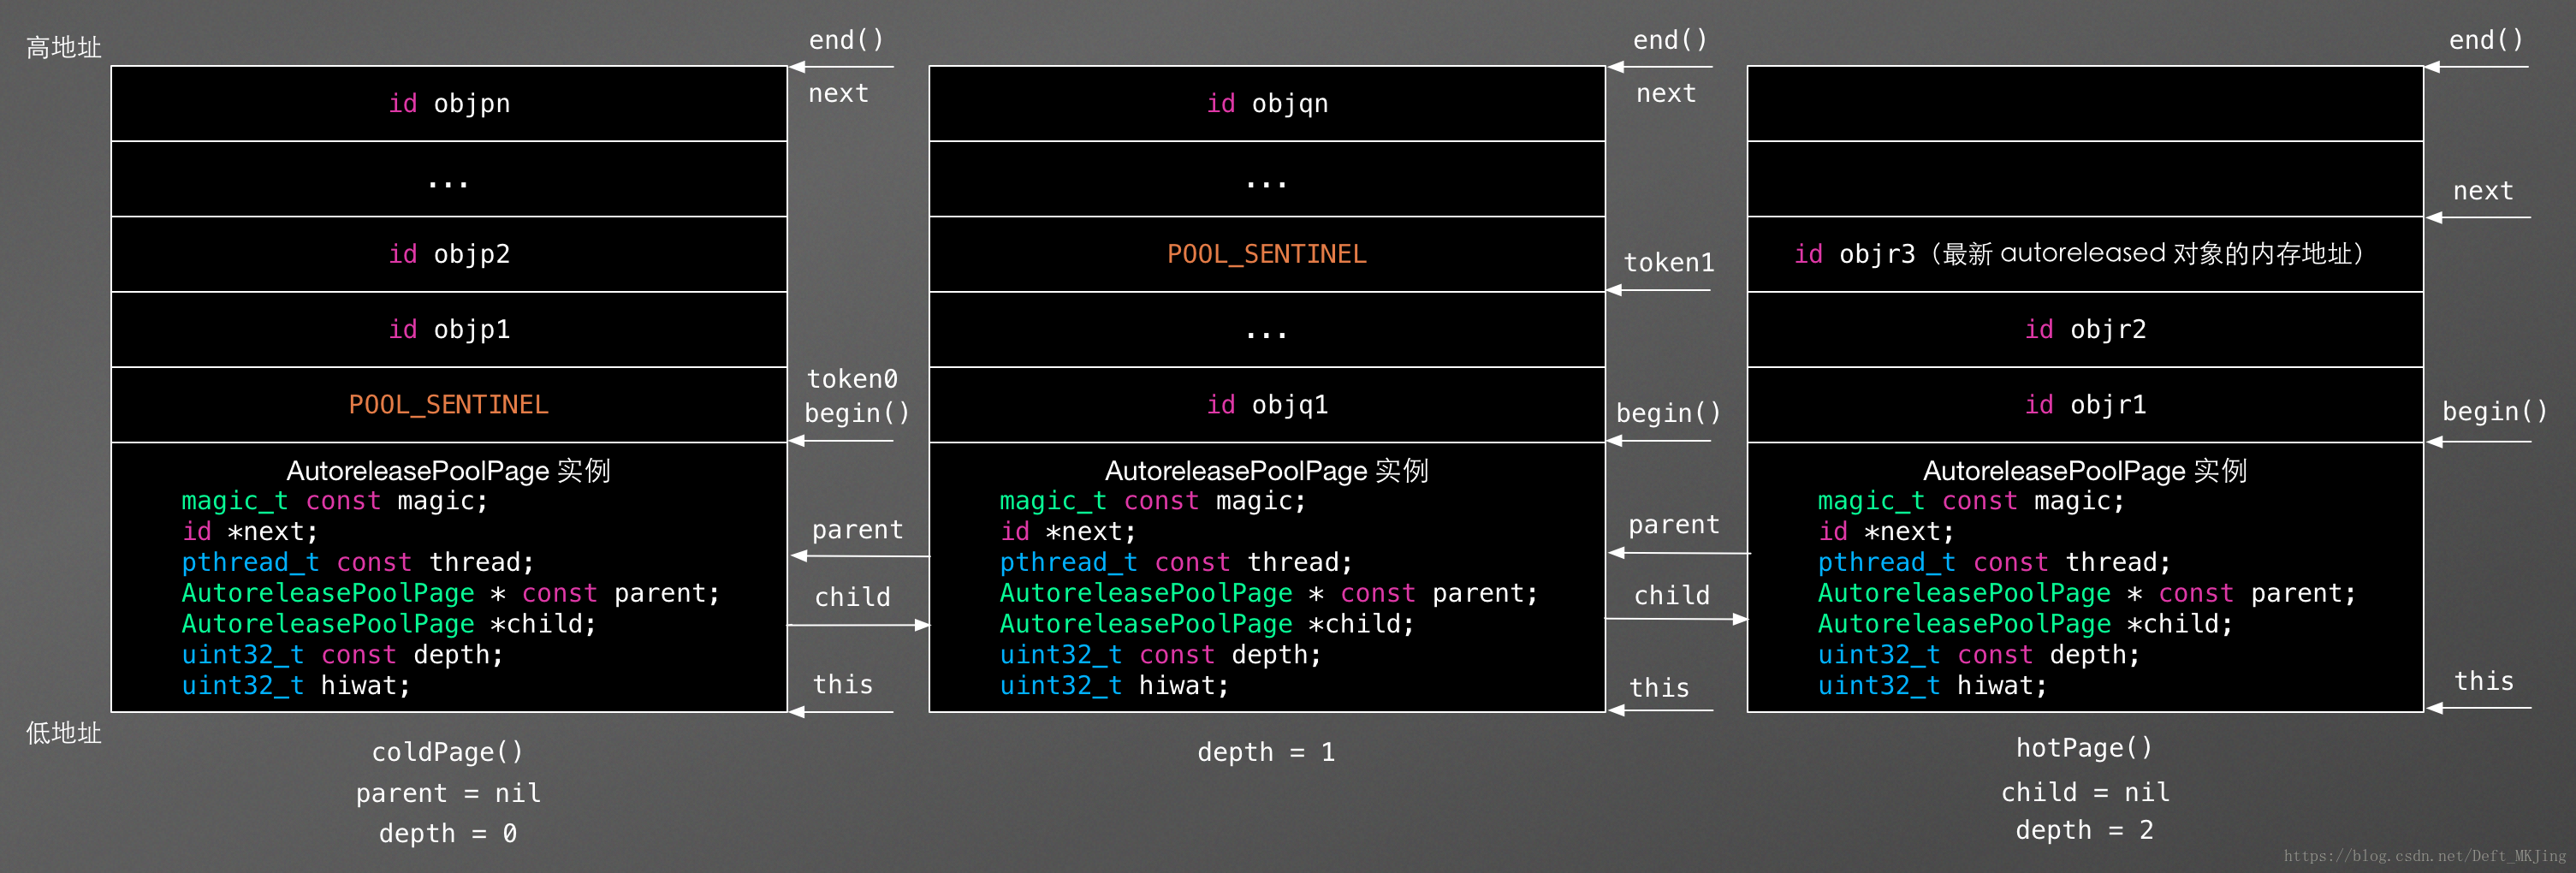 高地址
end()
next
id objpn
...
id objp2
id objp1
token0
begin()
POOL_SENTINEL
AutoreleasePoolPage 实例
magic_t const magic;
id *next;
pthread_t const thread;
AutoreleasePoolPage * const parent;
AutoreleasePoolPage *child;
uint32_t const depth;
uint32_t hiwat;
parent
child
this
低地址
coldPage()
parent = nil
depth = 0
end()
next
id objqn
...
POOL_SENTINEL
token1
...
id objq1
begin()
AutoreleasePoolPage 实例
magic_t const magic;
id *next;
pthread_t const thread;
AutoreleasePoolPage * const parent;
AutoreleasePoolPage *child;
uint32_t const depth;
uint32_t hiwat;
parent
child
this
depth = 1
end()
next
id objr3（最新 autoreleased 对象的内存地址）
id objr2
id objr1
begin()
AutoreleasePoolPage 实例
magic_t const magic;
id *next;
pthread_t const thread;
AutoreleasePoolPage * const parent;
AutoreleasePoolPage *child;
uint32_t const depth;
uint32_t hiwat;
this
hotPage()
child = nil
depth = 2
https://blog.csdn.net/Deft_MKJing